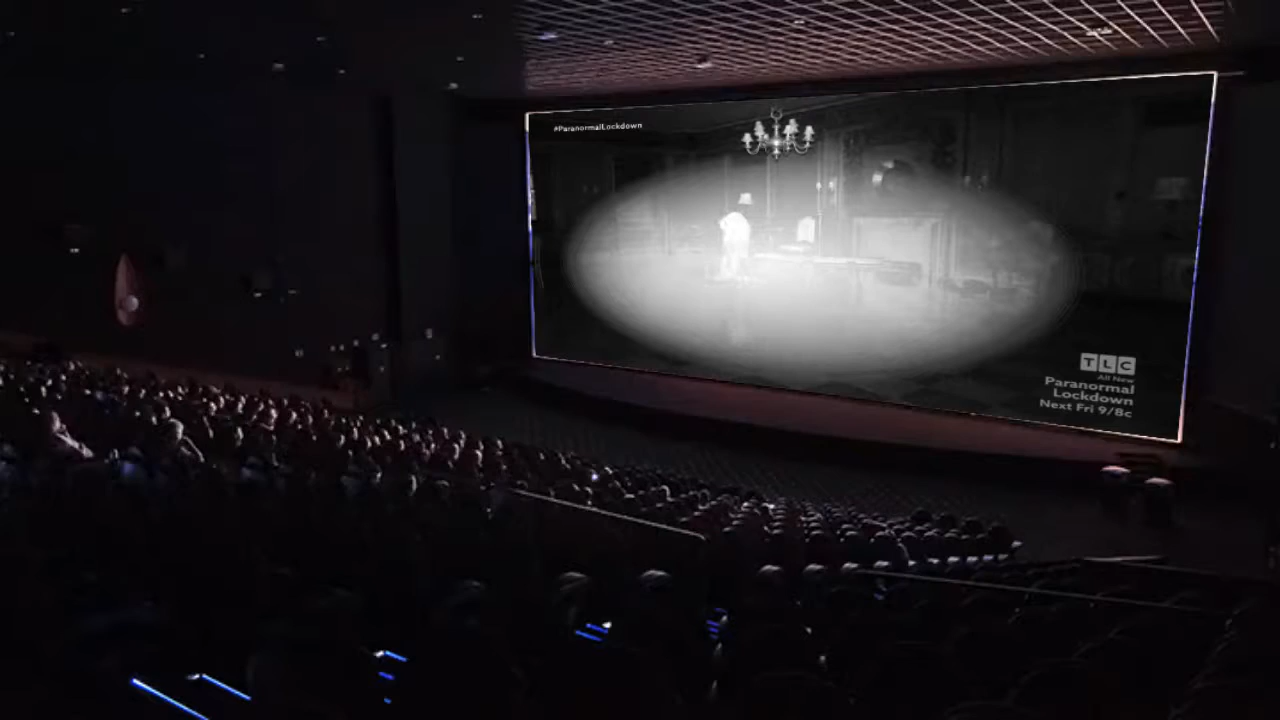 #ParanormalLockdown
TLC
All New
Paranormal
Lockdown
Next Fri 9/8c